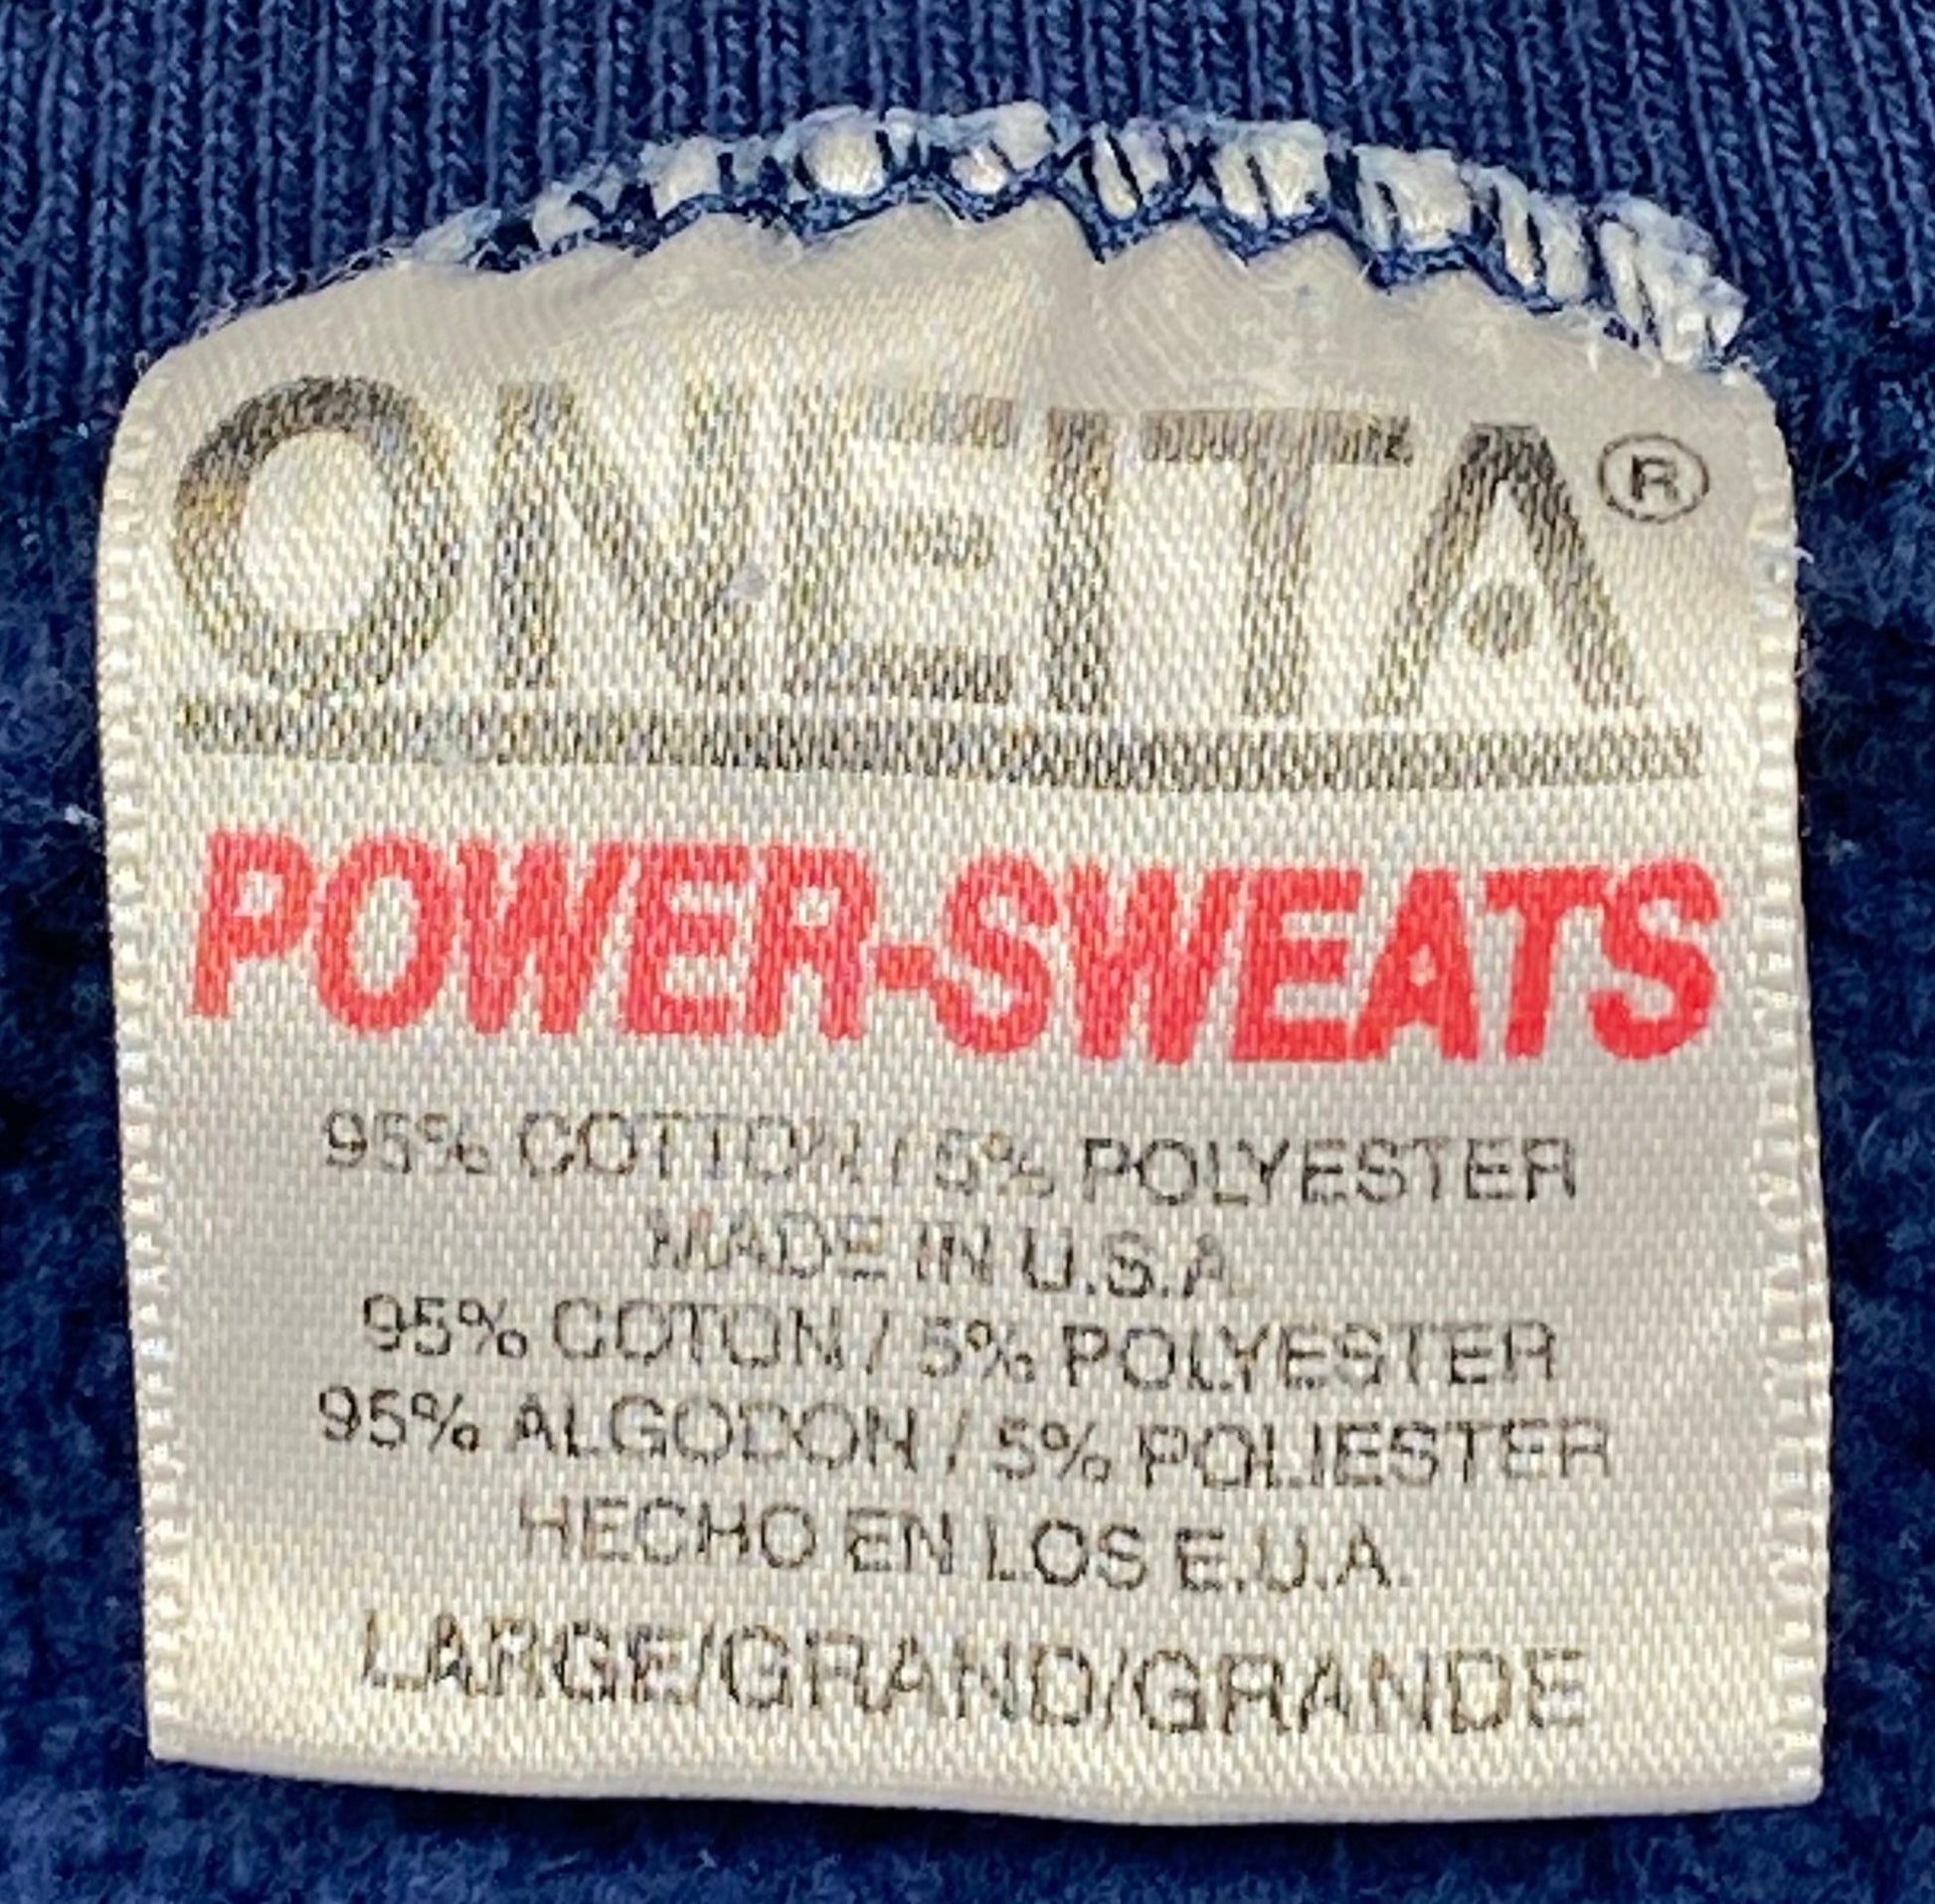 ONEITA®
POWER-SWEATS
95% COTTON / 5% POLYESTER
MADE IN U.S.A.
95% COTON / 5% POLYESTER
95% ALGODON / 5% POLIESTER
HECHO EN LOS E.U.A.
LARGE/GRAND/GRANDE